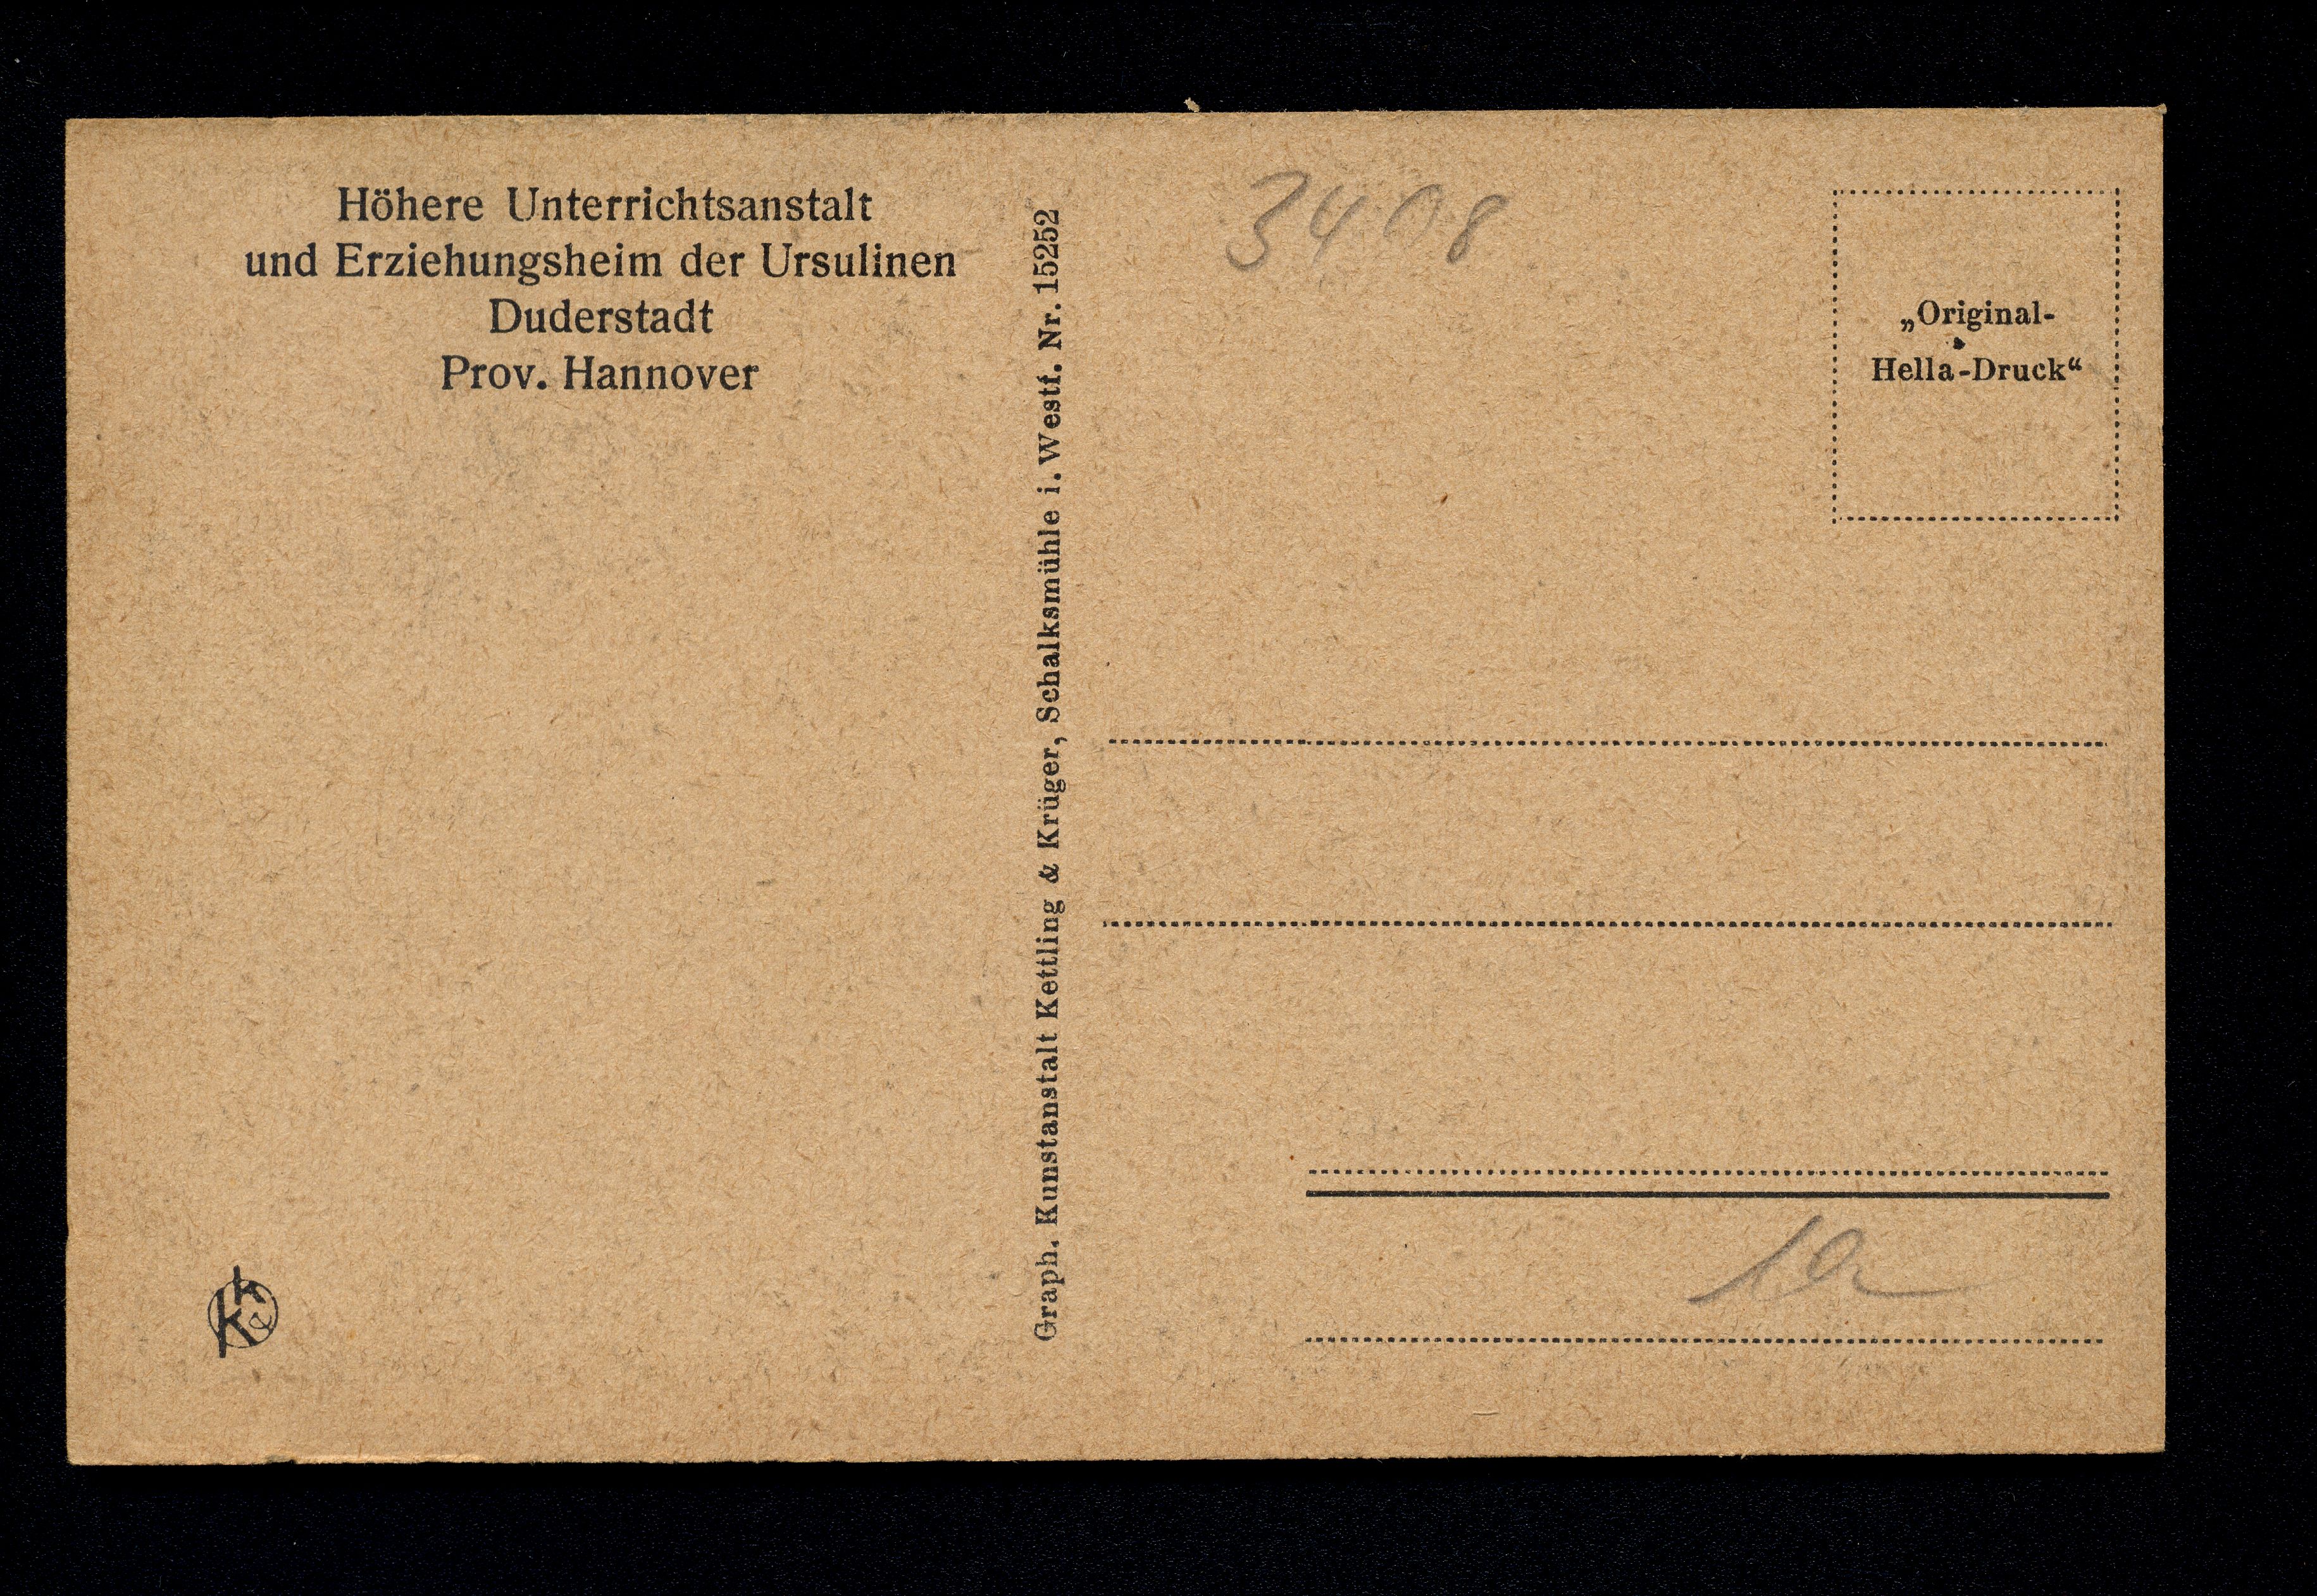 Höhere Unterrichtsanstalt
und Erziehungsheim der Ursulinen
Duderstadt
Prov. Hannover
Graph. Kunstanstalt Kettling & Krüger, Schalksmühle i. Westf. Nr. 15252
3408
„Original-
Hella-Druck“
K&K